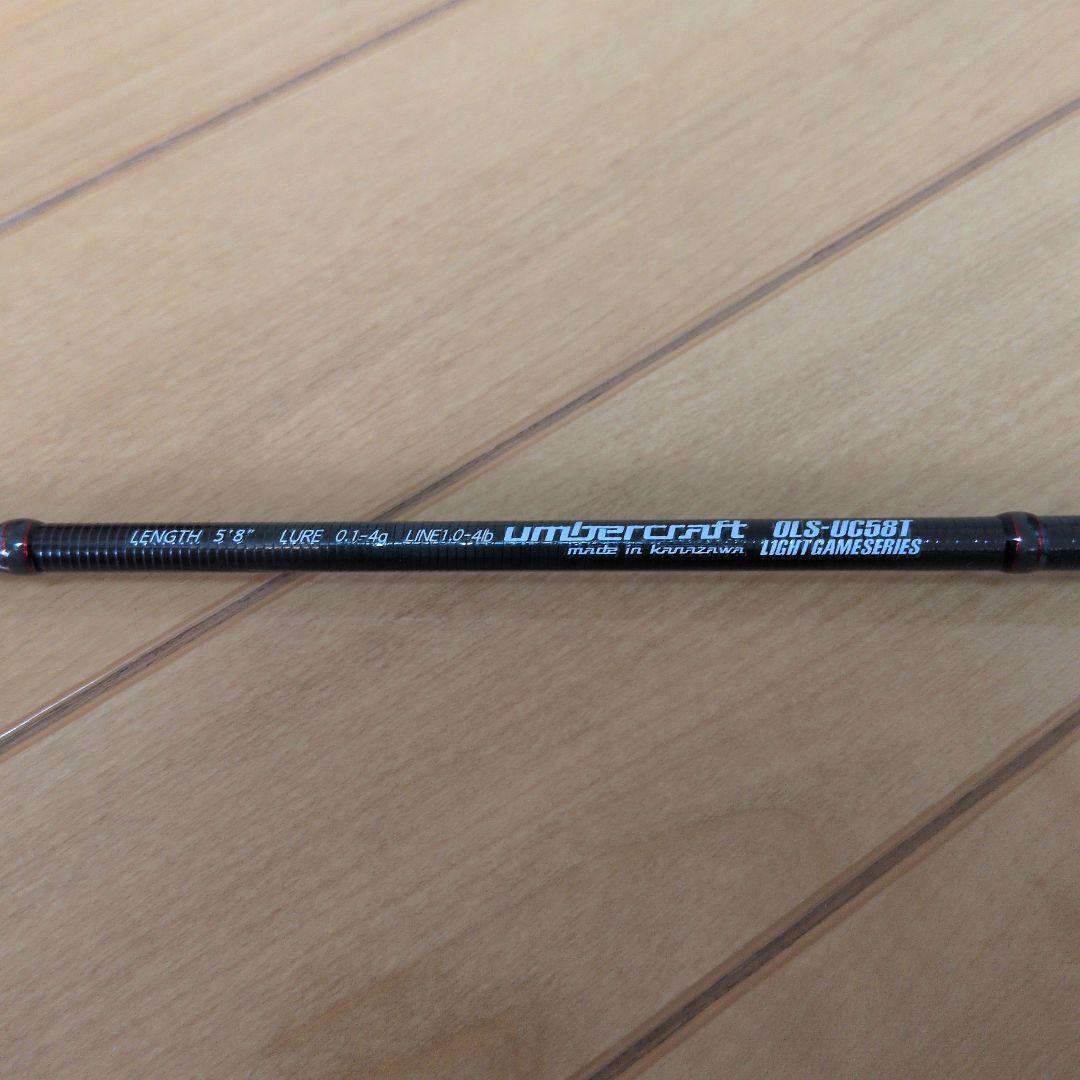 LENGTH 5'8" LURE 0.1-4g LINE1.0-4lb umbercraft OLS-UC58T
made in kanazawa LIGHTGAMESERIES